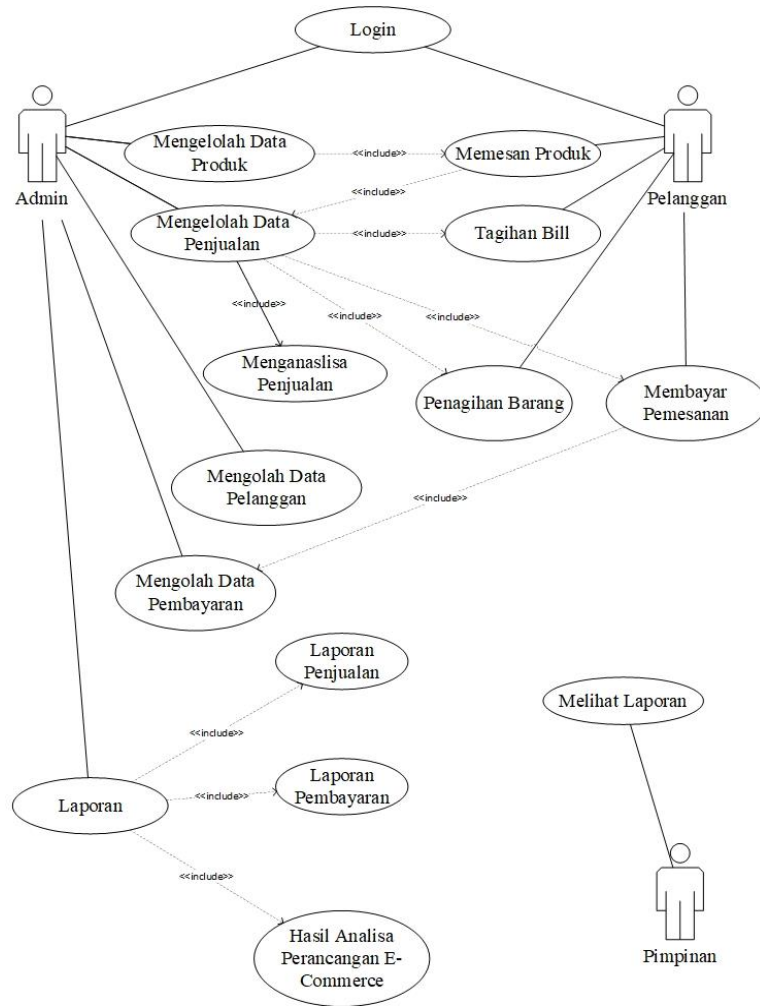 Login
Mengelolah Data
Produk
<<include>>
Memesan Produk
Admin
Pelanggan
<<include>>
Mengelolah Data
Penjualan
<<include>>
Tagihan Bill
<<include>>
<<include>>
<<include>>
Menganaslisa
Penjualan
Penagihan Barang
Membayar
Pemesanan
Mengolah Data
Pelanggan
<<include>>
Mengolah Data
Pembayaran
Laporan
Penjualan
Melihat Laporan
<<include>>
Laporan
<<include>>
Laporan
Pembayaran
<<include>>
Hasil Analisa
Perancangan E-
Commerce
Pimpinan